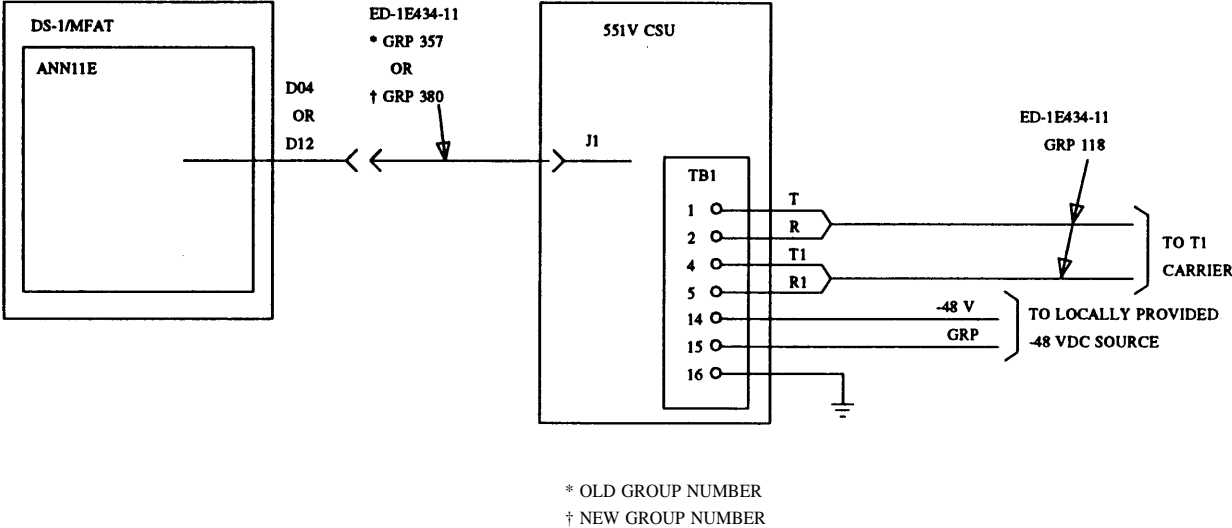 DS-1/MFAT
ANN11E
D04
OR
D12
ED-1E434-11
* GRP 357
OR
† GRP 380
551V CSU
J1
TB1
1
2
4
5
14
15
16
T
R
T1
R1
-48 V
GRP
ED-1E434-11
GRP 118
TO T1
CARRIER
TO LOCALLY PROVIDED
-48 VDC SOURCE
* OLD GROUP NUMBER
† NEW GROUP NUMBER